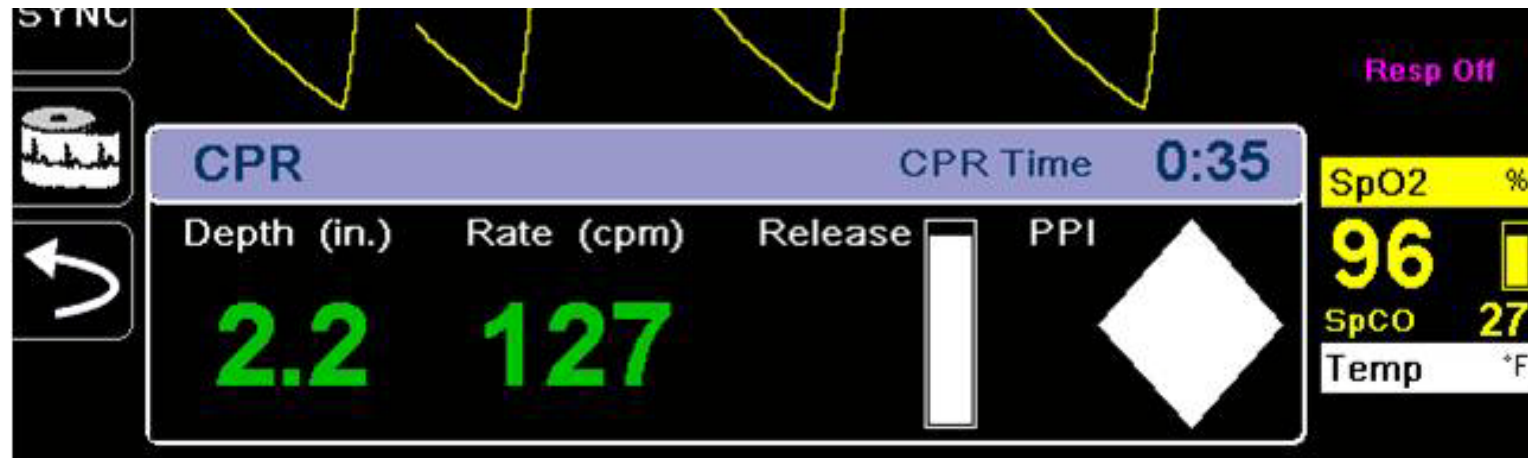 SYNC
Resp Off
CPR CPR Time 0:35
Depth (in.) Rate (cpm) Release PPI
2.2 127
SpO2 %
96
SpCO 27
Temp °F